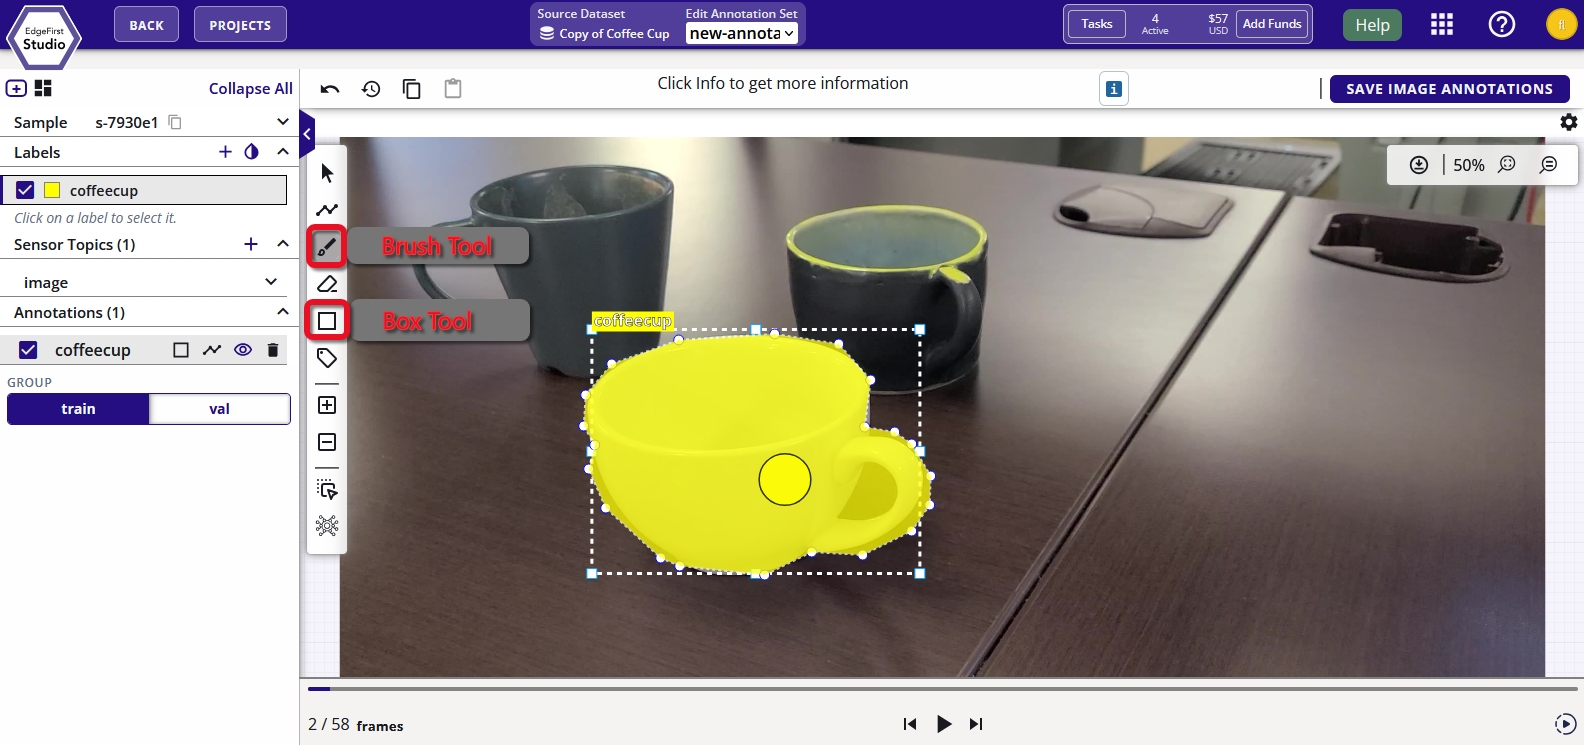 EdgeFirst
Studio
BACK
PROJECTS
Source Dataset
Copy of Coffee Cup
Edit Annotation Set
new-annota
Tasks
4
Active
$57
USD
Add Funds
Help
fl
Collapse All
Click Info to get more information
SAVE IMAGE ANNOTATIONS
Sample s-7930e1
Labels
coffeecup
Click on a label to select it.
Sensor Topics (1)
image
Annotations (1)
coffeecup
GROUP
train
val
Brush Tool
Box Tool
coffeecup
50%
2 / 58 frames